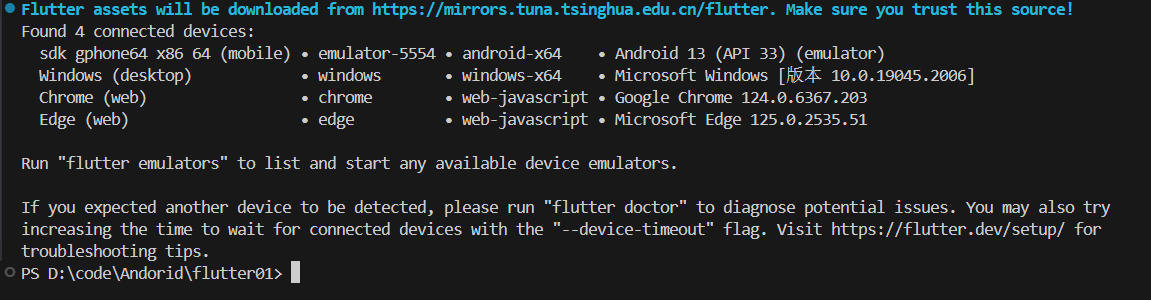 Flutter assets will be downloaded from https://mirrors.tuna.tsinghua.edu.cn/flutter. Make sure you trust this source!
Found 4 connected devices:
sdk gphone64 x86 64 (mobile) • emulator-5554 • android-x64 • Android 13 (API 33) (emulator)
Windows (desktop) • windows • windows-x64 • Microsoft Windows [版本 10.0.19045.2006]
Chrome (web) • chrome • web-javascript • Google Chrome 124.0.6367.203
Edge (web) • edge • web-javascript • Microsoft Edge 125.0.2535.51
Run "flutter emulators" to list and start any available device emulators.
If you expected another device to be detected, please run "flutter doctor" to diagnose potential issues. You may also try
increasing the time to wait for connected devices with the "--device-timeout" flag. Visit https://flutter.dev/setup/ for
troubleshooting tips.
PS D:\code\Andorid\flutter01>